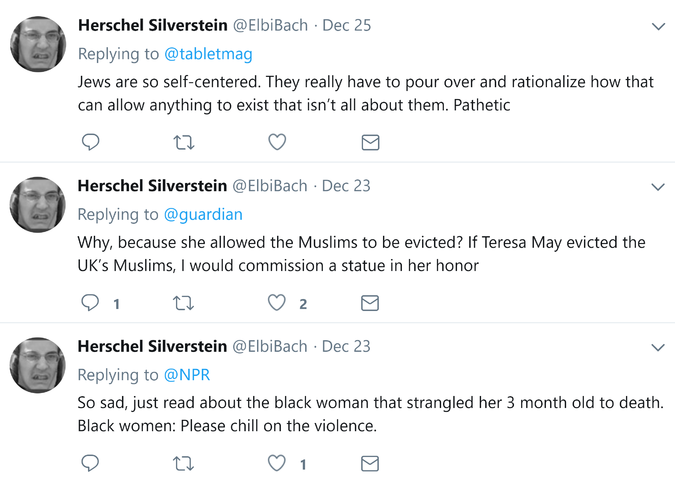 Herschel Silverstein @ElbiBach · Dec 25
Replying to @tabletmag
Jews are so self-centered. They really have to pour over and rationalize how that
can allow anything to exist that isn’t all about them. Pathetic
Herschel Silverstein @ElbiBach · Dec 23
Replying to @guardian
Why, because she allowed the Muslims to be evicted? If Teresa May evicted the
UK’s Muslims, I would commission a statue in her honor
1 2
Herschel Silverstein @ElbiBach · Dec 23
Replying to @NPR
So sad, just read about the black woman that strangled her 3 month old to death.
Black women: Please chill on the violence.
1